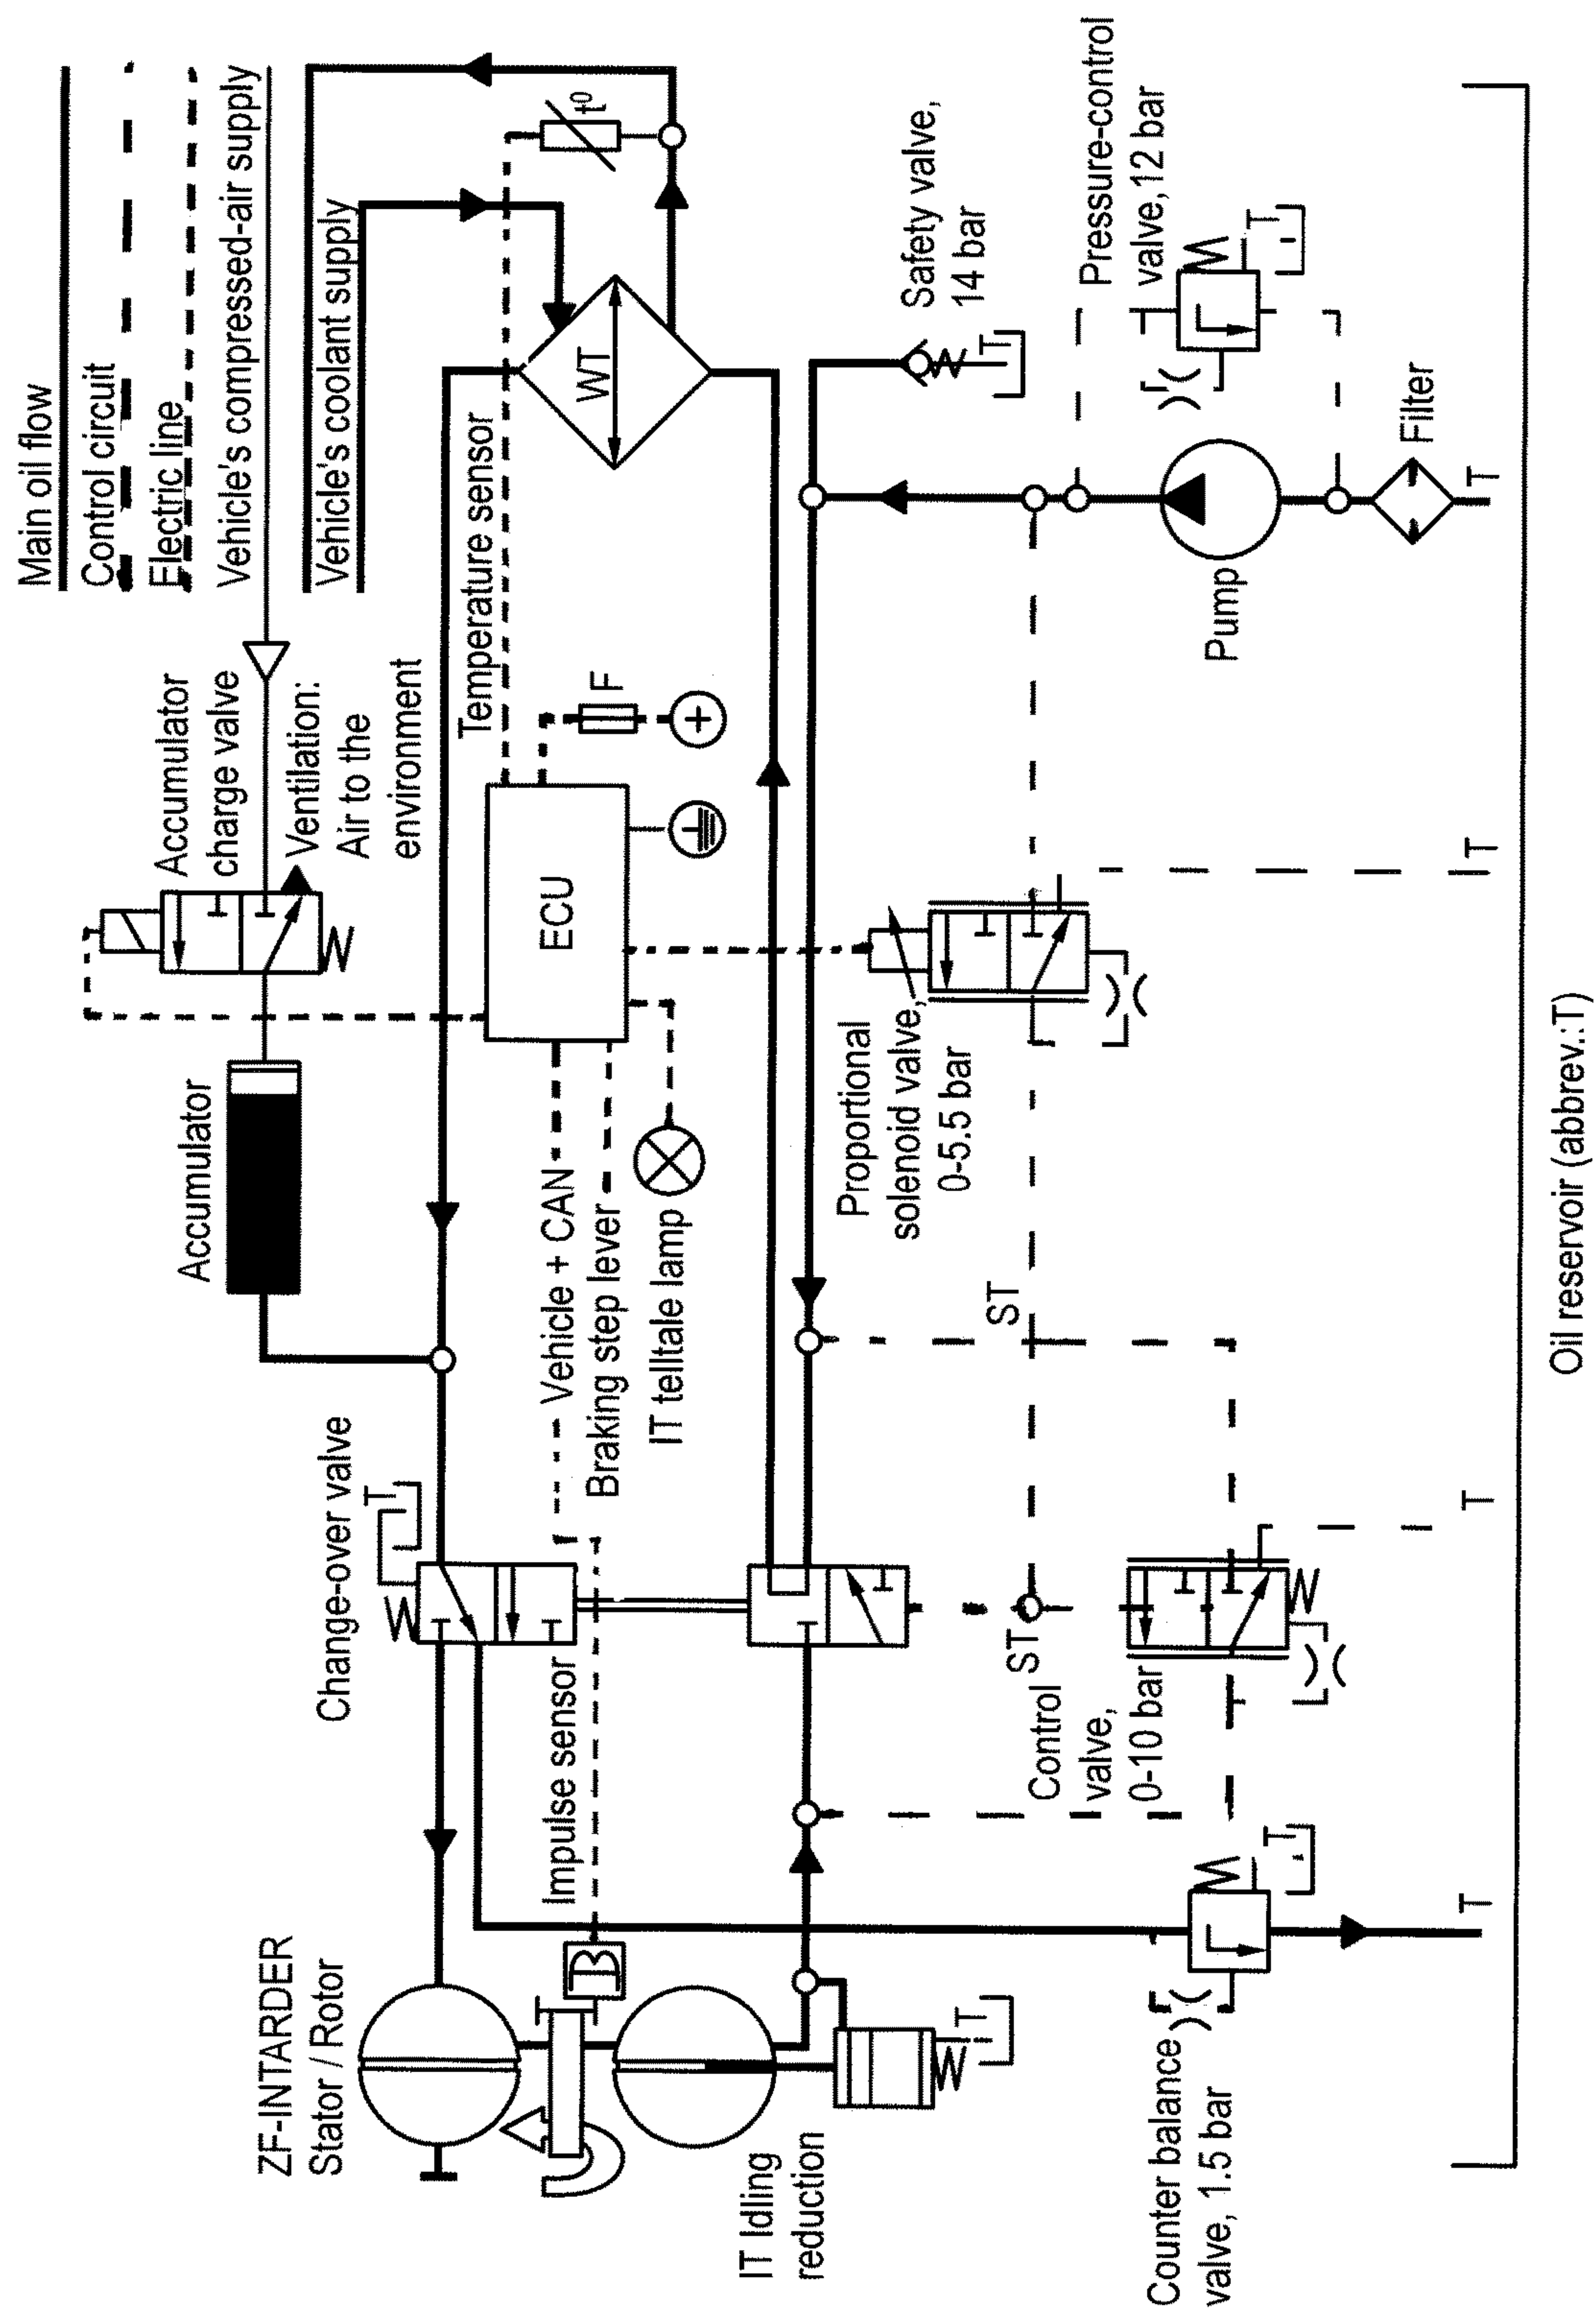 Main oil flow
Control circuit
Electric line
Vehicle's compressed-air supply
Vehicle's coolant supply
Accumulator
charge valve
Ventilation:
Air to the
environment
Accumulator
Temperature sensor
t⁰
WT
F
+
ECU
Vehicle + CAN
Braking step lever
IT telltale lamp
Change-over valve
T
Impulse sensor
ZF-INTARDER
Stator / Rotor
IT Idling
reduction
T
Safety valve,
14 bar
T
Pressure-control
valve, 12 bar
T
Pump
Filter
T
Proportional
solenoid valve,
0-5.5 bar
T
ST
ST
Control
valve,
0-10 bar
T
Counter balance
valve, 1.5 bar
T
T
Oil reservoir (abbrev.:T)